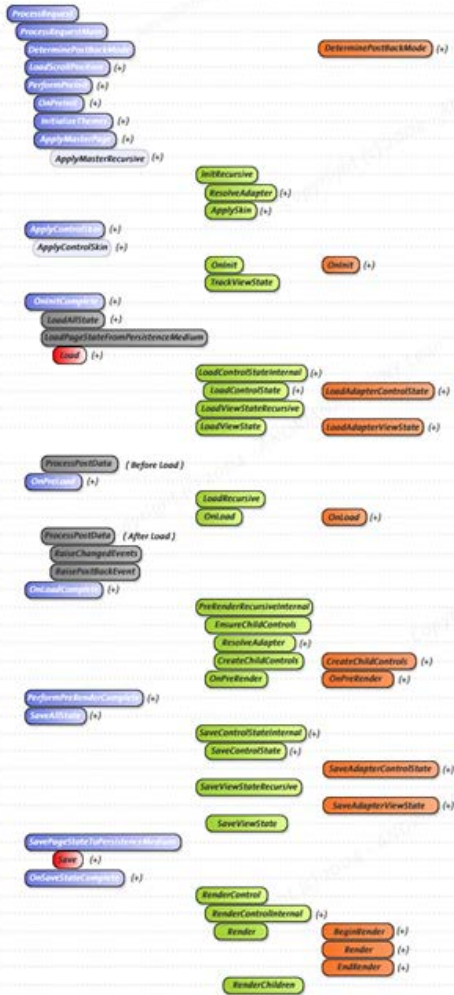 ProcessRequest
ProcessRequestMain
DeterminePostBackMode DeterminePostBackMode (+)
LoadScrollPosition (+)
PerformPreInit (+)
OnPreInit (+)
InitializeThemes (+)
ApplyMasterPage (+)
ApplyMasterRecursive (+)
InitRecursive
ResolveAdapter (+)
ApplySkin (+)
ApplyControlSkin (+)
ApplyControlSkin (+)
OnInit OnInit (+)
TrackViewState
OnInitComplete (+)
LoadAllState (+)
LoadPageStateFromPersistenceMedium
Load (+)
LoadControlStateInternal (+)
LoadControlState (+) LoadAdapterControlState (+)
LoadViewStateRecursive
LoadViewState LoadAdapterViewState (+)
ProcessPostData ( Before Load )
OnPreLoad (+)
LoadRecursive
OnLoad OnLoad (+)
ProcessPostData ( After Load )
RaiseChangedEvents
RaisePostBackEvent
OnLoadComplete (+)
PreRenderRecursiveInternal
EnsureChildControls
ResolveAdapter (+)
CreateChildControls CreateChildControls (+)
OnPreRender OnPreRender (+)
PerformPreRenderComplete (+)
SaveAllState (+)
SaveControlStateInternal (+)
SaveControlState (+)
SaveAdapterControlState (+)
SaveViewStateRecursive
SaveAdapterViewState (+)
SaveViewState
SavePageStateToPersistenceMedium
Save (+)
OnSaveStateComplete (+)
RenderControl
RenderControlInternal (+)
Render BeginRender (+)
Render (+)
EndRender (+)
RenderChildren